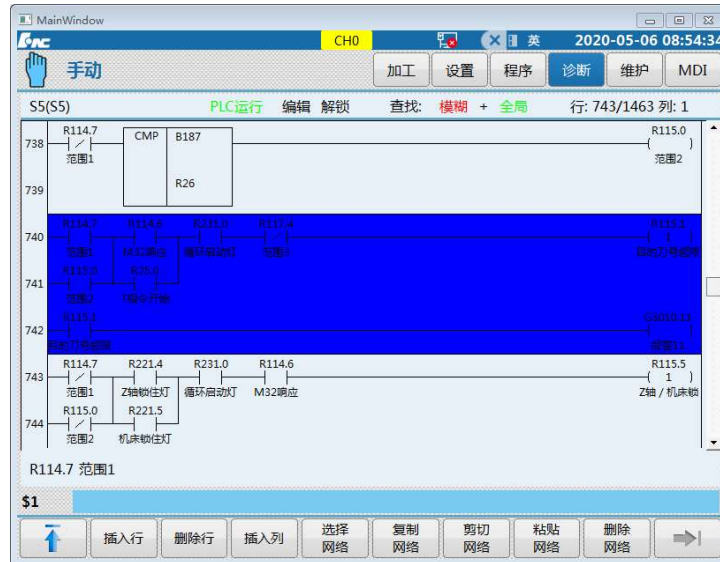 MainWindow
CH0 英 2020-05-06 08:54:34
手动 加工 设置 程序 诊断 维护 MDI
S5(S5) PLC运行 编辑 解锁 查找: 模糊 + 全局 行: 743/1463 列: 1
R114.7 CMP B187 R115.0
738
范围1 范围2
R26
739
R114.7 R114.6 R231.0 R117.4 R115.1
740
范围1 M32响应 循环启动灯 范围3 目的刀号超限
R115.0 R25.0
741
范围2 T指令开始
R115.1 G3010.11
742
目的刀号超限 报警11
R114.7 R221.4 R231.0 R114.6 R115.5
743 1
范围1 Z轴锁住灯 循环启动灯 M32响应 Z轴 / 机床锁
R115.0 R221.5
744
范围2 机床锁住灯
R114.7 范围1
$1
插入行 删除行 插入列 选择网络 复制网络 剪切网络 粘贴网络 删除网络